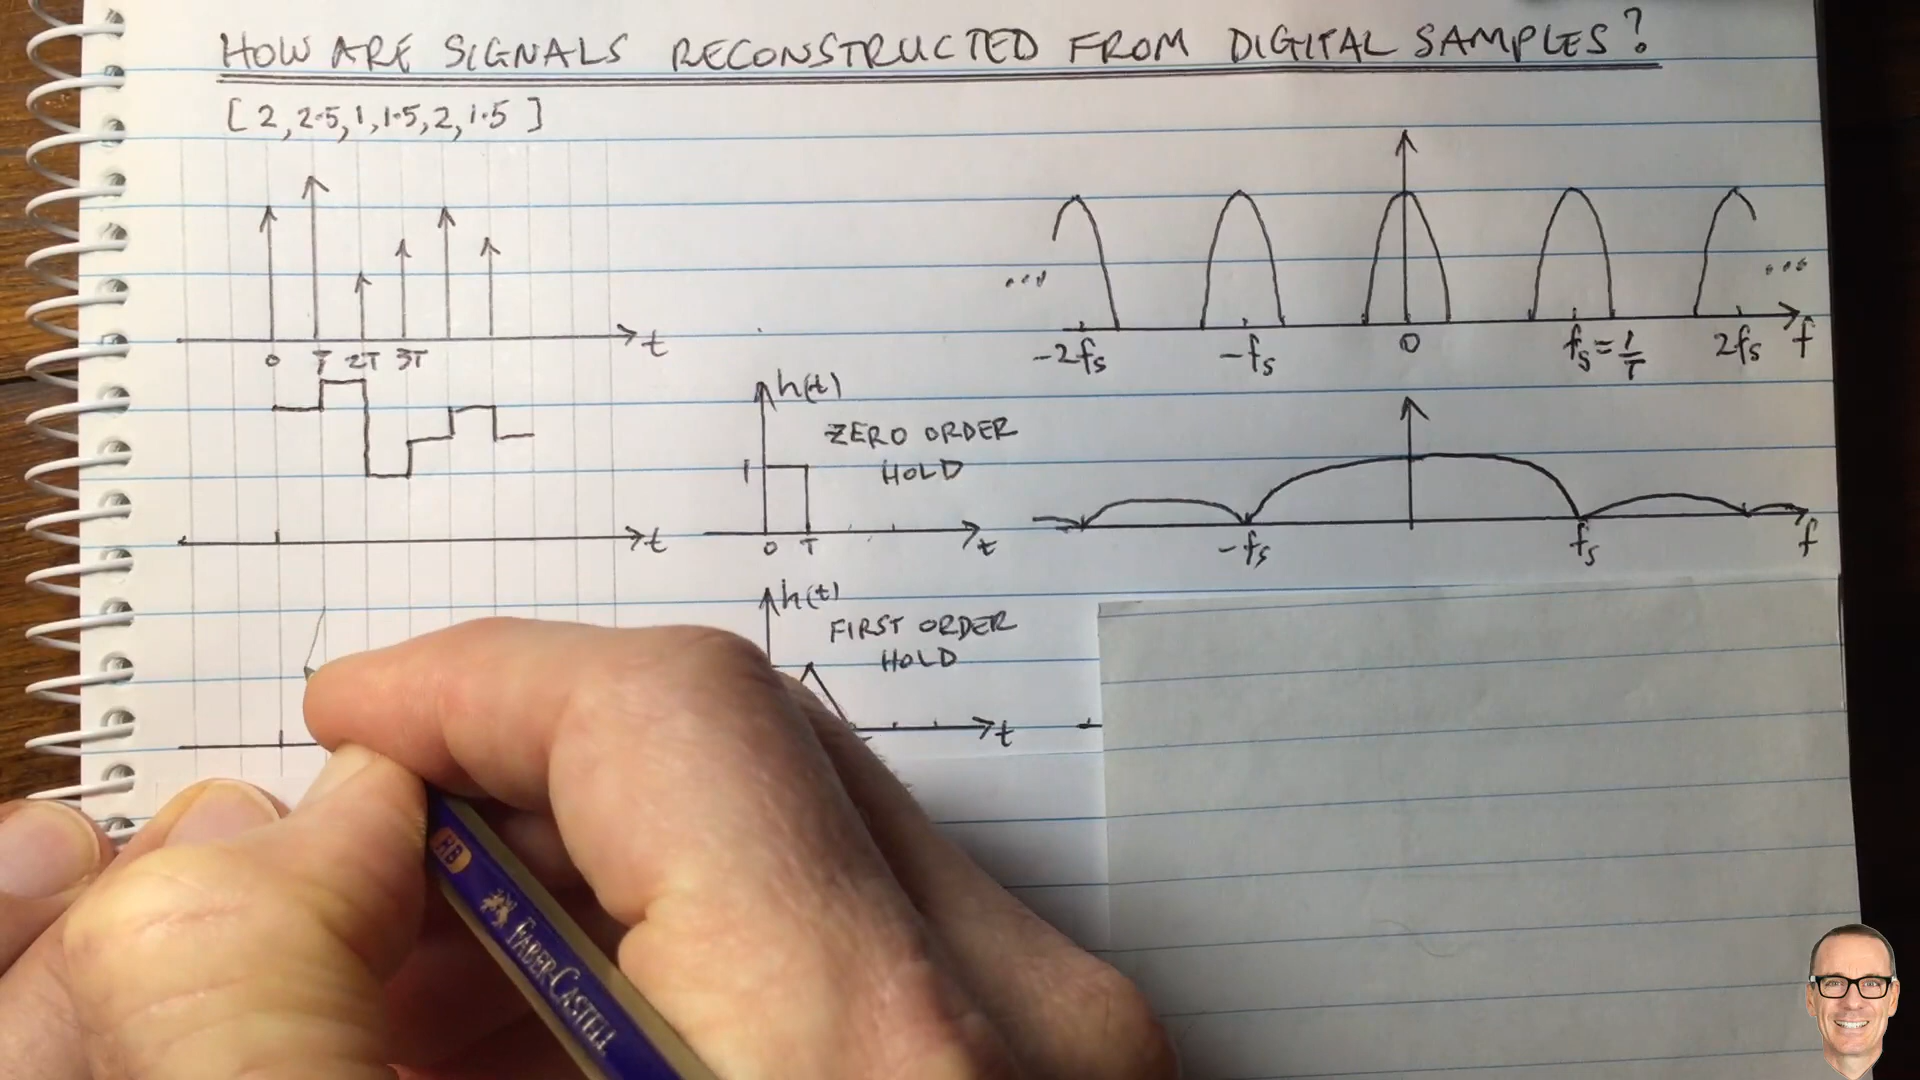 HOW ARE SIGNALS RECONSTRUCTED FROM DIGITAL SAMPLES?
[2, 2·5, 1, 1·5, 2, 1·5]
0 T 2T 3T t
-2fs -fs 0 fs=1/T 2fs f
... ...
h(t)
ZERO ORDER
HOLD
1
0 T t
t
-fs fs f
h(t)
FIRST ORDER
HOLD
t
HB
FABER-CASTELL